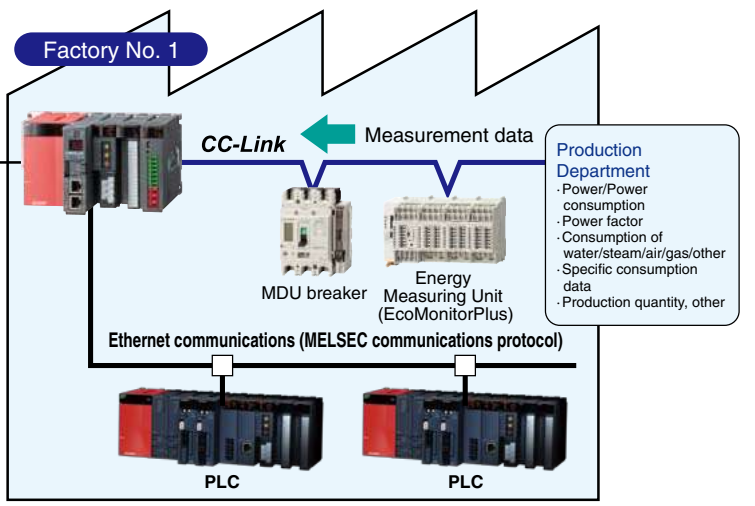 Factory No. 1
CC-Link
Measurement data
Production
Department
·Power/Power
consumption
·Power factor
·Consumption of
water/steam/air/gas/other
·Specific consumption
data
·Production quantity, other
MDU breaker
Energy
Measuring Unit
(EcoMonitorPlus)
Ethernet communications (MELSEC communications protocol)
PLC
PLC